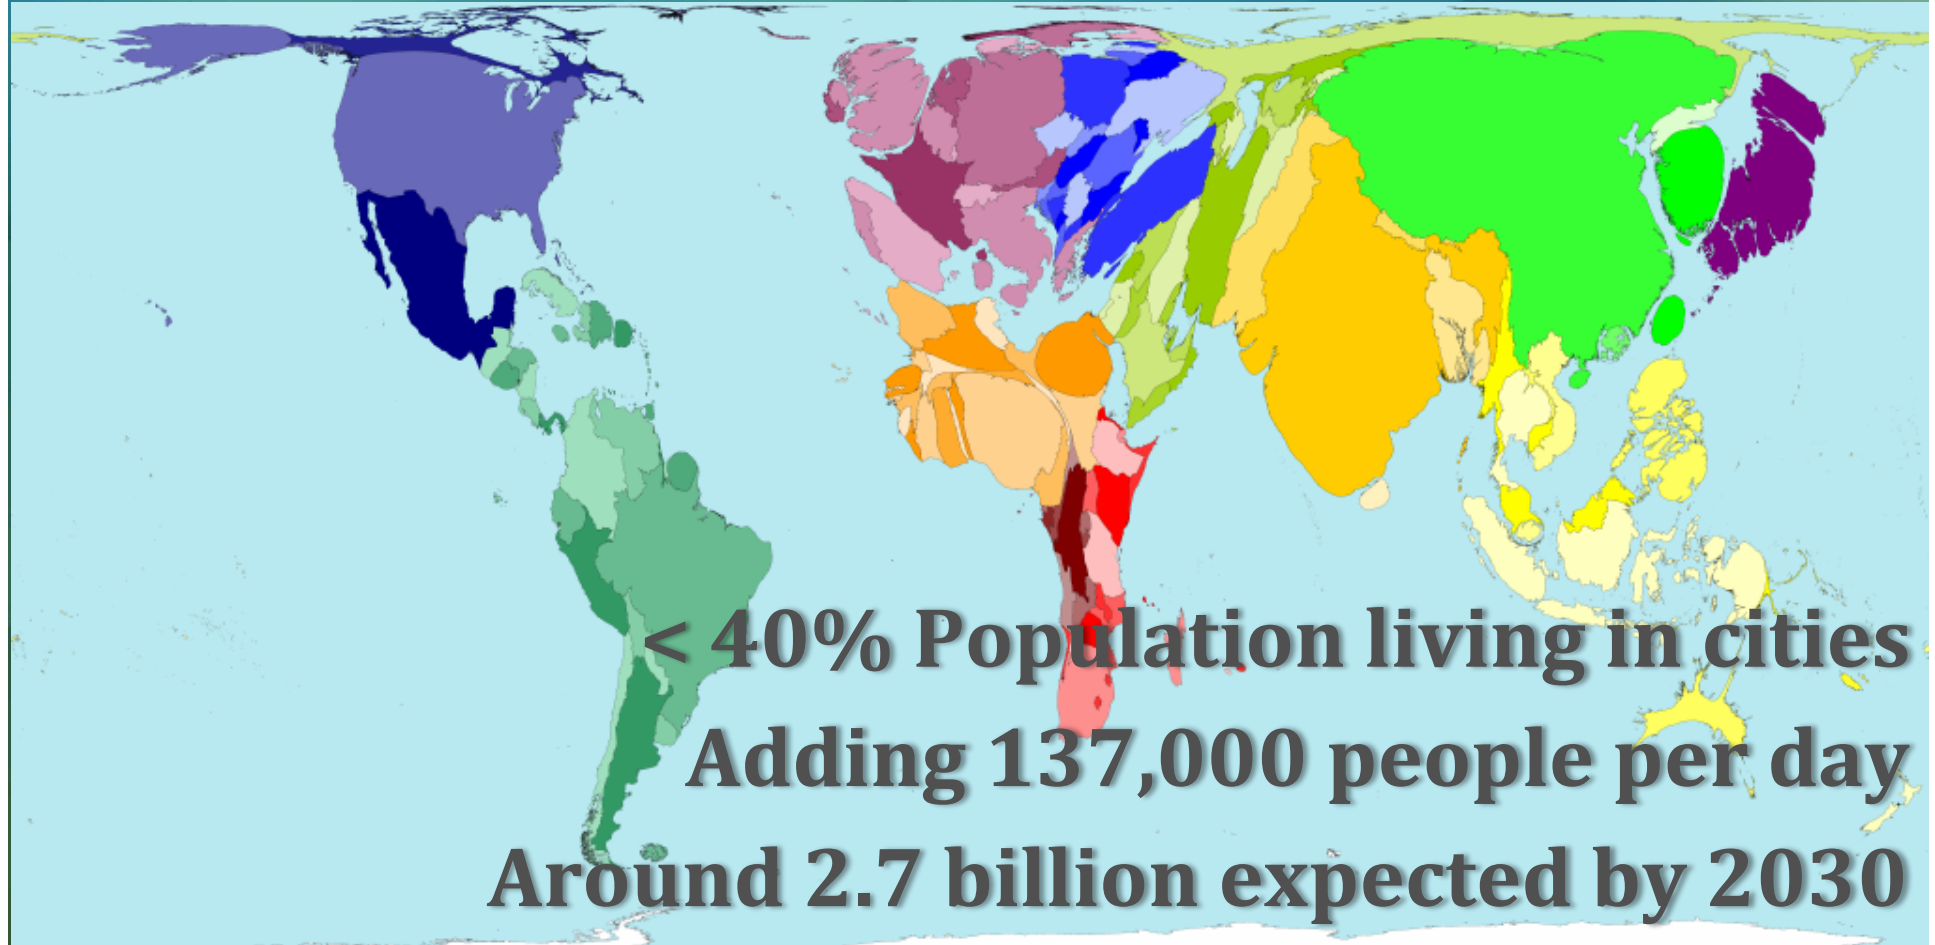 < 40% Population living in cities
Adding 137,000 people per day
Around 2.7 billion expected by 2030